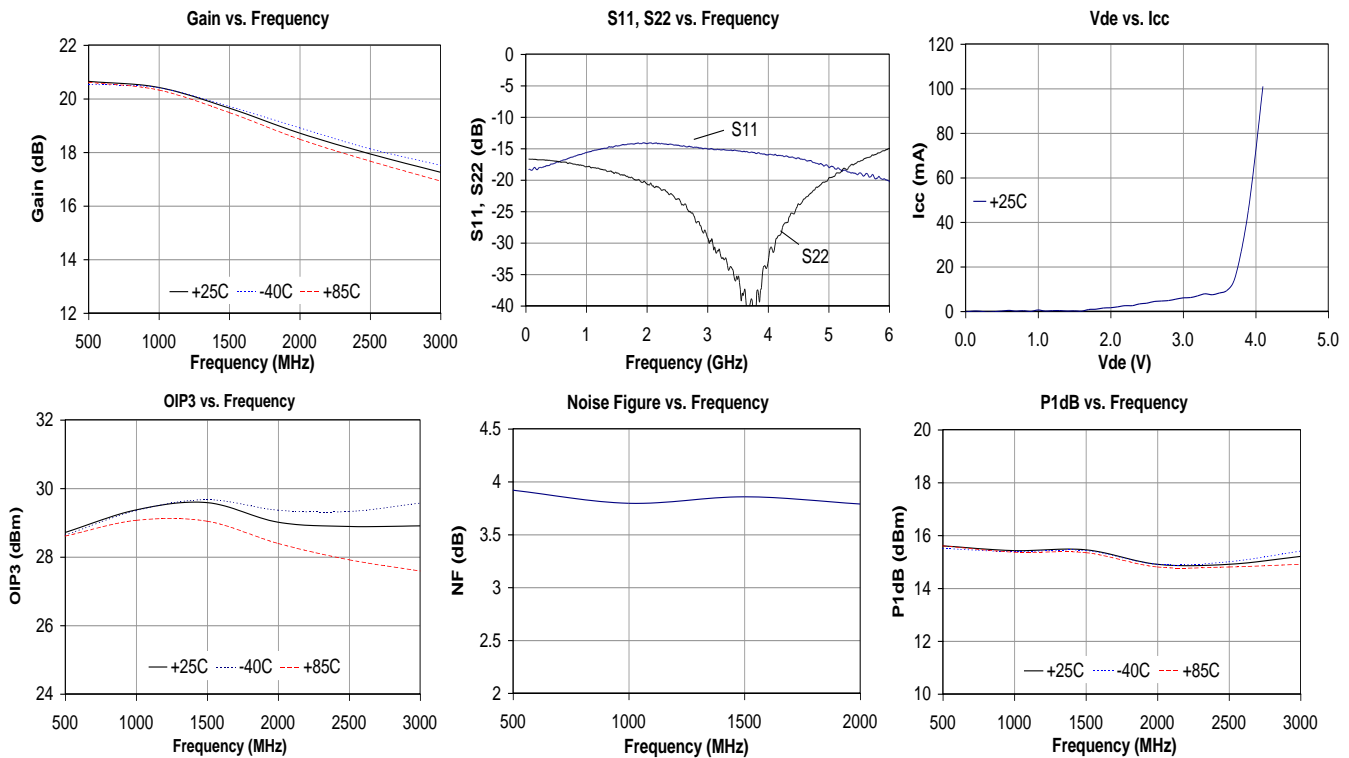 Gain vs. Frequency
22
20
18
16
14
12
Gain (dB)
+25C -40C +85C
500 1000 1500 2000 2500 3000
Frequency (MHz)
S11, S22 vs. Frequency
0
-5
-10
-15
-20
-25
-30
-35
-40
S11, S22 (dB)
S11
S22
0 1 2 3 4 5 6
Frequency (GHz)
Vde vs. Icc
120
100
80
60
40
20
0
Icc (mA)
+25C
0.0 1.0 2.0 3.0 4.0 5.0
Vde (V)
OIP3 vs. Frequency
32
30
28
26
24
OIP3 (dBm)
+25C -40C +85C
500 1000 1500 2000 2500 3000
Frequency (MHz)
Noise Figure vs. Frequency
4.5
4
3.5
3
2.5
2
NF (dB)
500 1000 1500 2000
Frequency (MHz)
P1dB vs. Frequency
20
18
16
14
12
10
P1dB (dBm)
+25C -40C +85C
500 1000 1500 2000 2500 3000
Frequency (MHz)